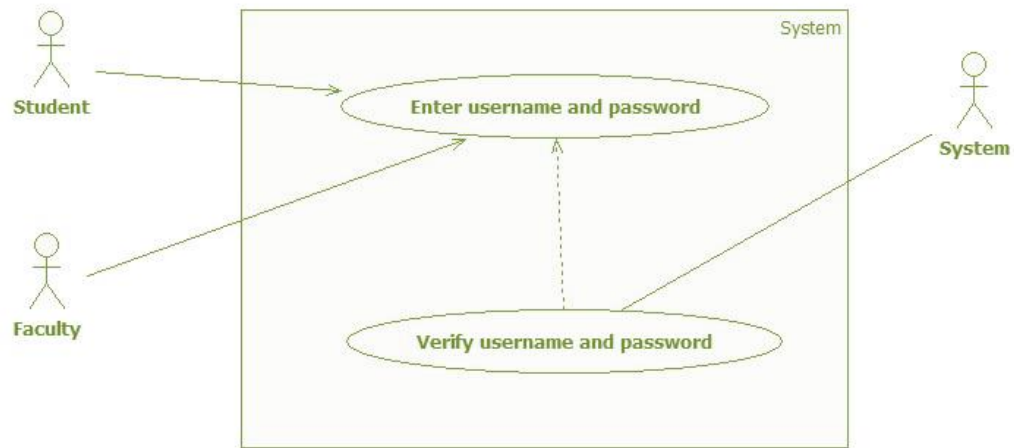 System
Student
Enter username and password
System
Faculty
Verify username and password